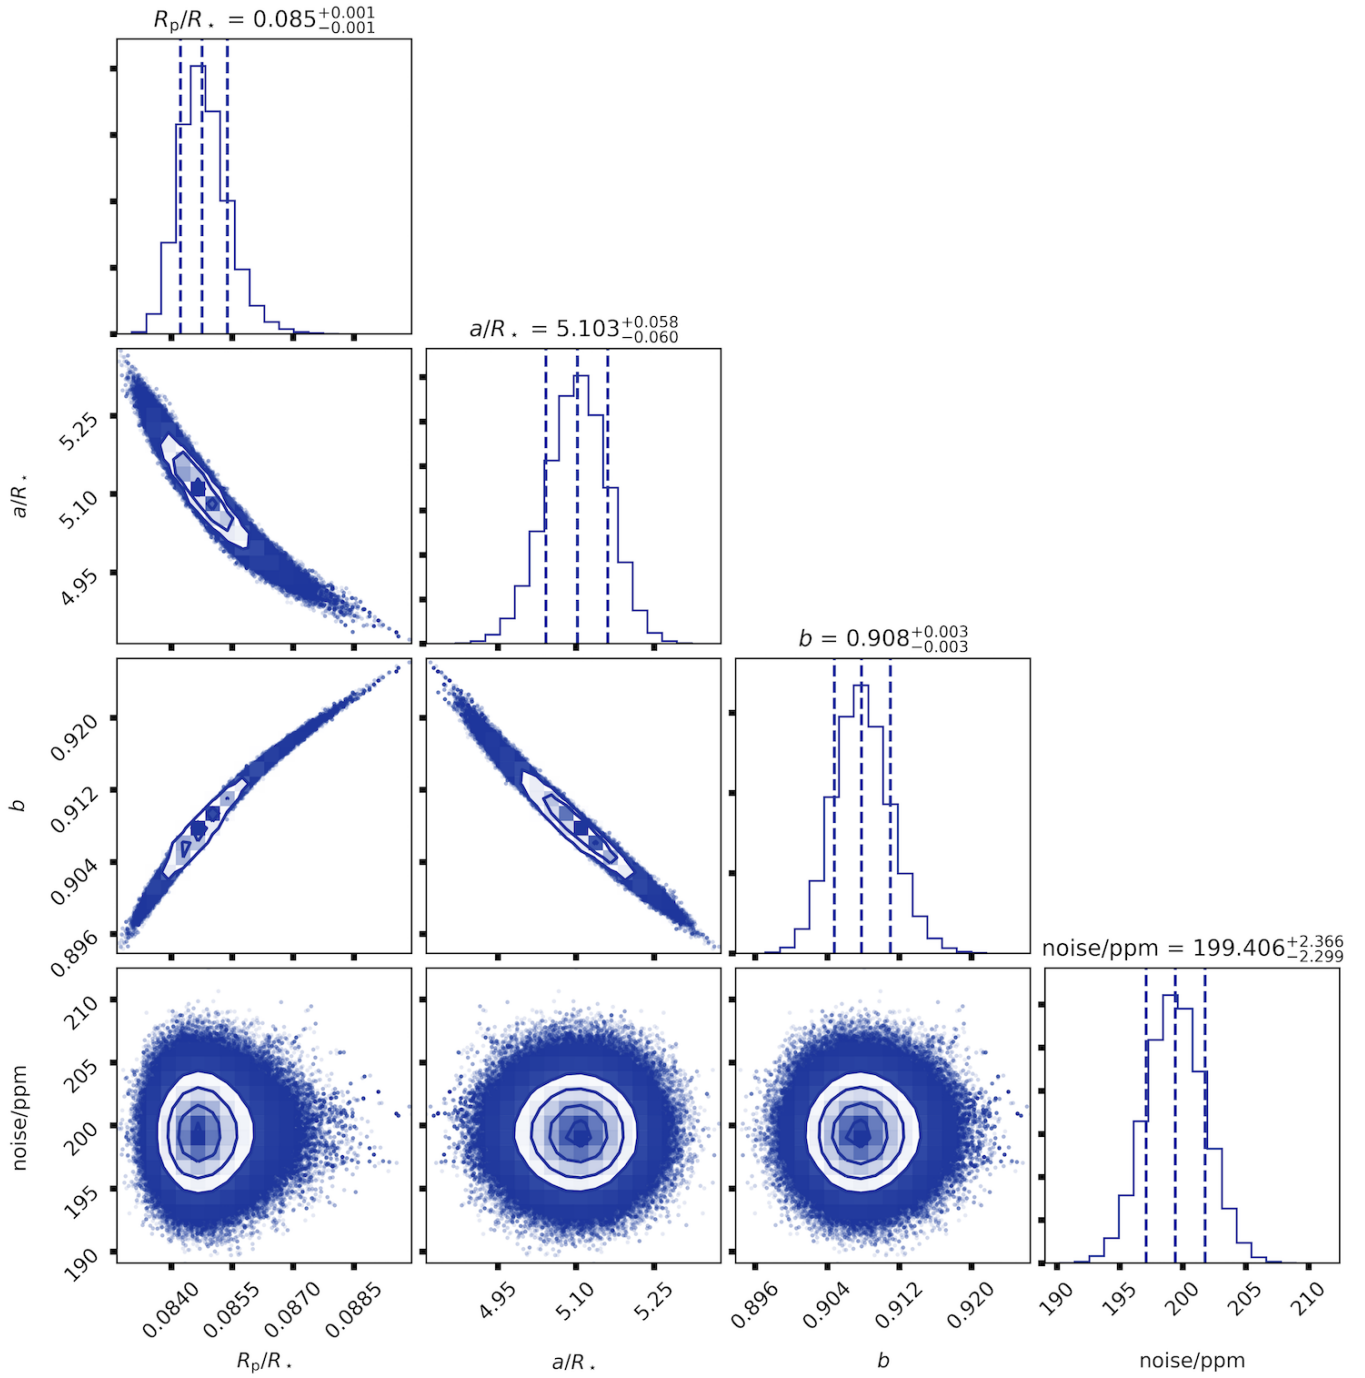 Rp/R⋆ = 0.085+0.001−0.001
a/R⋆ = 5.103+0.058−0.060
a/R⋆
5.25
5.10
4.95
b = 0.908+0.003−0.003
b
0.920
0.912
0.904
0.896
noise/ppm = 199.406+2.366−2.299
noise/ppm
210
205
200
195
190
0.0840 0.0855 0.0870 0.0885
4.95 5.10 5.25
0.896 0.904 0.912 0.920
190 195 200 205 210
Rp/R⋆
a/R⋆
b
noise/ppm